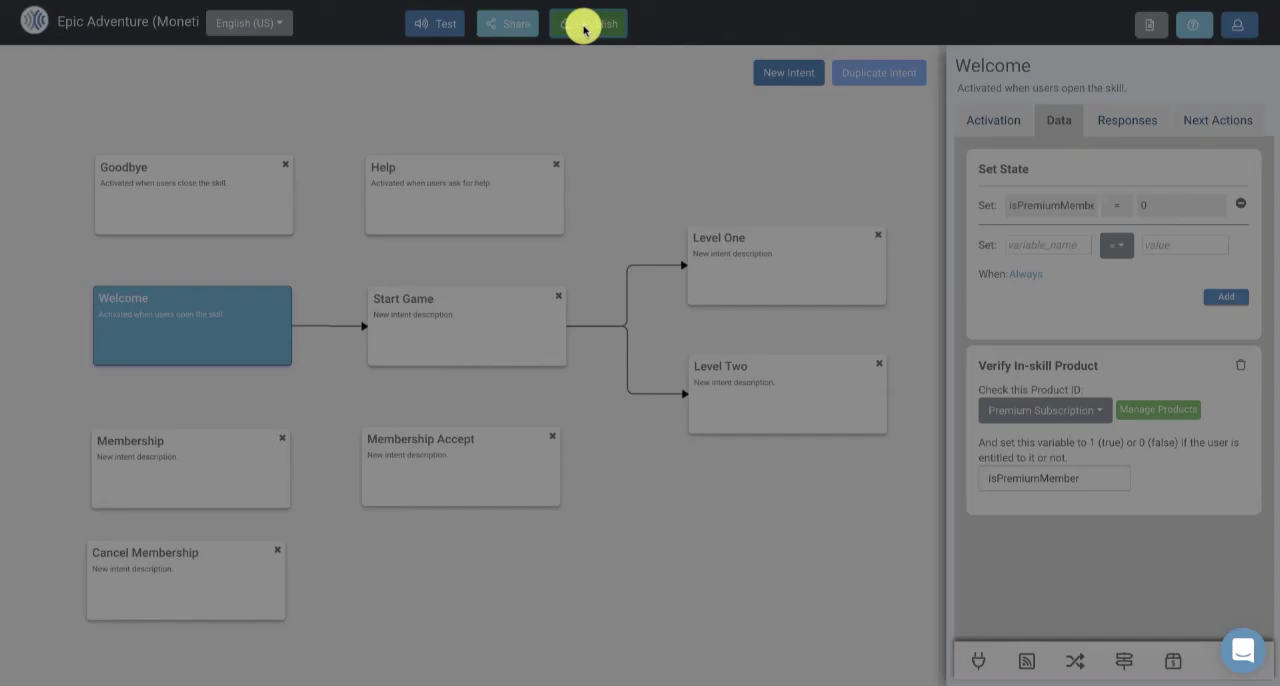 Epic Adventure (Moneti
English (US)
Test
Share
New Intent
Duplicate Intent
Goodbye
Activated when users close the skill.
Help
Activated when users ask for help.
Level One
New intent description.
Welcome
Activated when users open the skill.
Start Game
New intent description.
Level Two
New intent description.
Membership
New intent description.
Membership Accept
New intent description.
Cancel Membership
New intent description.
Welcome
Activated when users open the skill.
Activation
Data
Responses
Next Actions
Set State
Set: isPremiumMembe = 0
Set: variable_name = value
When: Always
Add
Verify In-skill Product
Check this Product ID:
Premium Subscription
Manage Products
And set this variable to 1 (true) or 0 (false) if the user is
entitled to it or not.
isPremiumMember